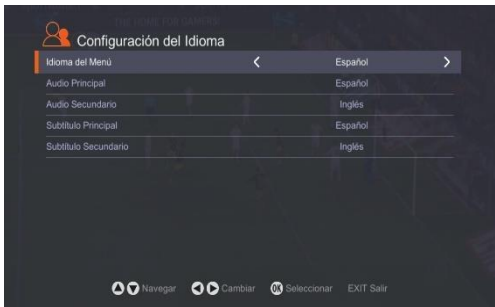 Configuración del Idioma
Idioma del Menú Español
Audio Principal Español
Audio Secundario Inglés
Subtítulo Principal Español
Subtítulo Secundario Inglés
Navegar Cambiar OK Seleccionar EXIT Salir